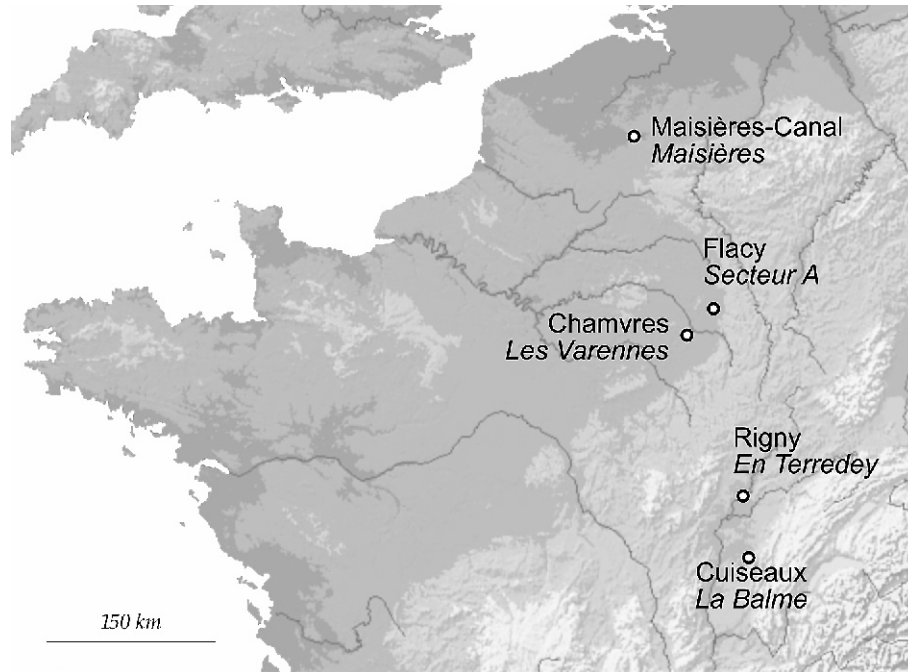 Maisières-Canal
Maisières
Flacy
Secteur A
Chamvres
Les Varennes
Rigny
En Terredey
Cuiseaux
La Balme
150 km